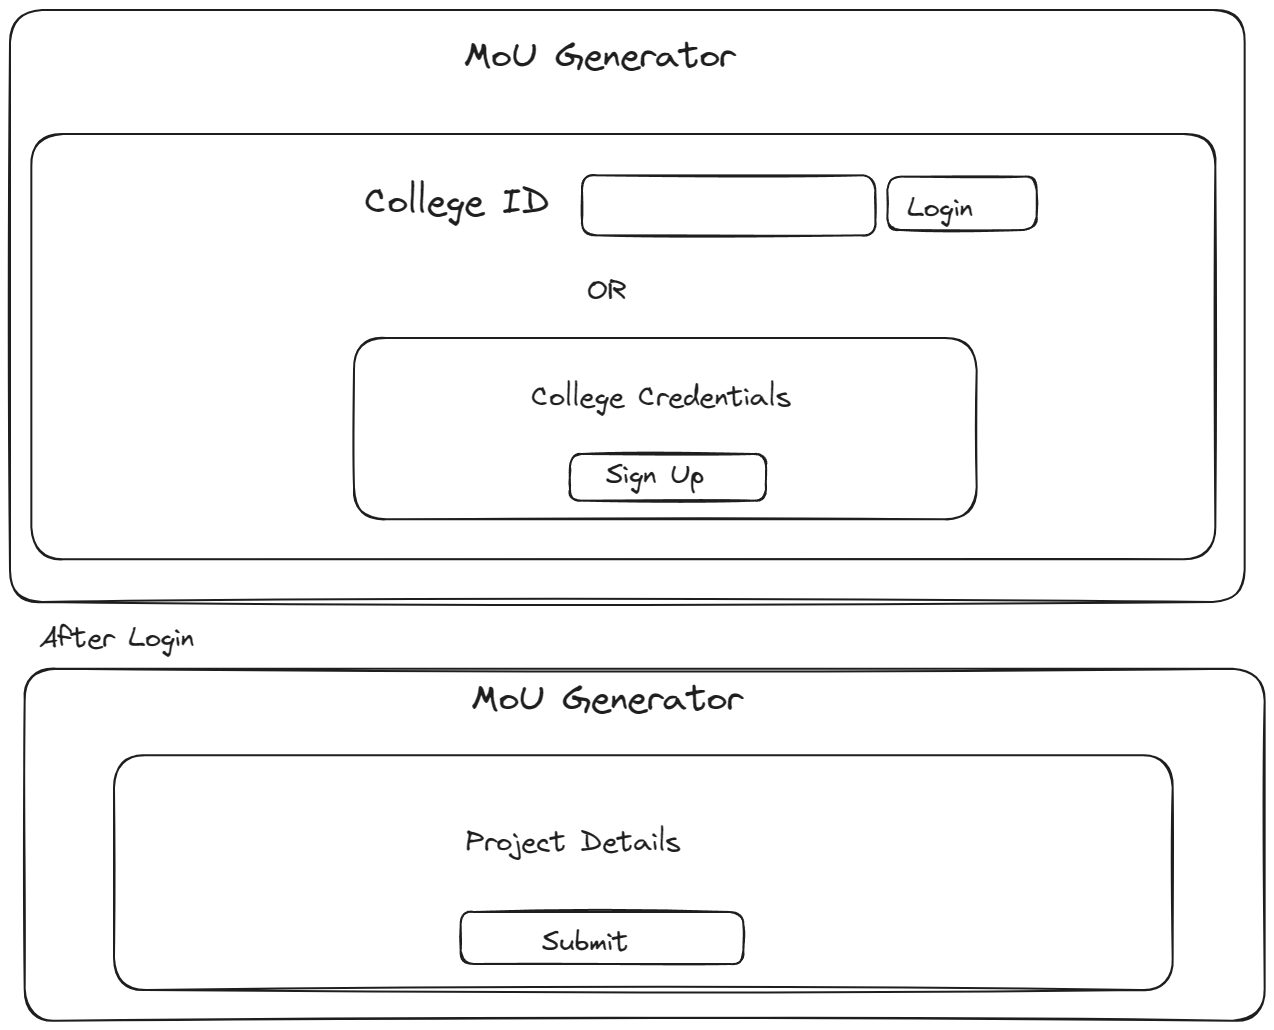 MoU Generator
College ID
Login
OR
College Credentials
Sign Up
After Login
MoU Generator
Project Details
Submit